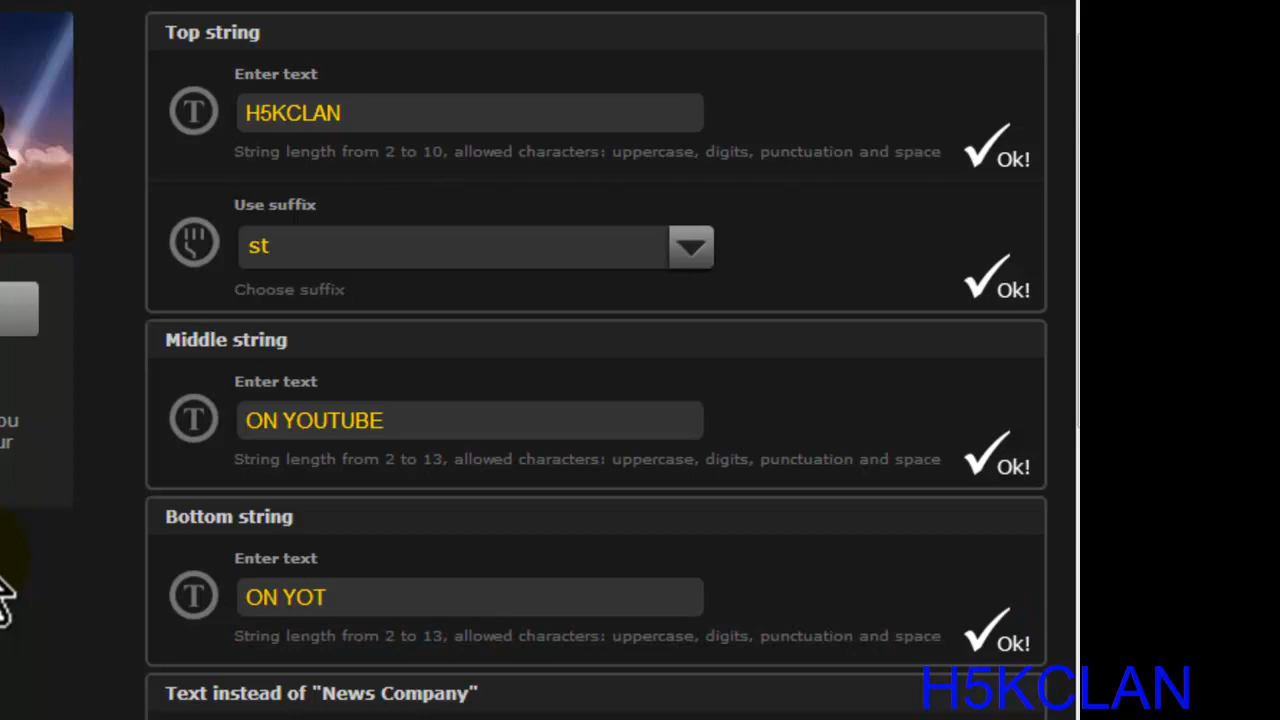 Top string
Enter text
H5KCLAN
String length from 2 to 10, allowed characters: uppercase, digits, punctuation and space
Ok!
Use suffix
st
Choose suffix
Ok!
Middle string
Enter text
ON YOUTUBE
String length from 2 to 13, allowed characters: uppercase, digits, punctuation and space
Ok!
Bottom string
Enter text
ON YOT
String length from 2 to 13, allowed characters: uppercase, digits, punctuation and space
Ok!
Text instead of "News Company"
H5KCLAN